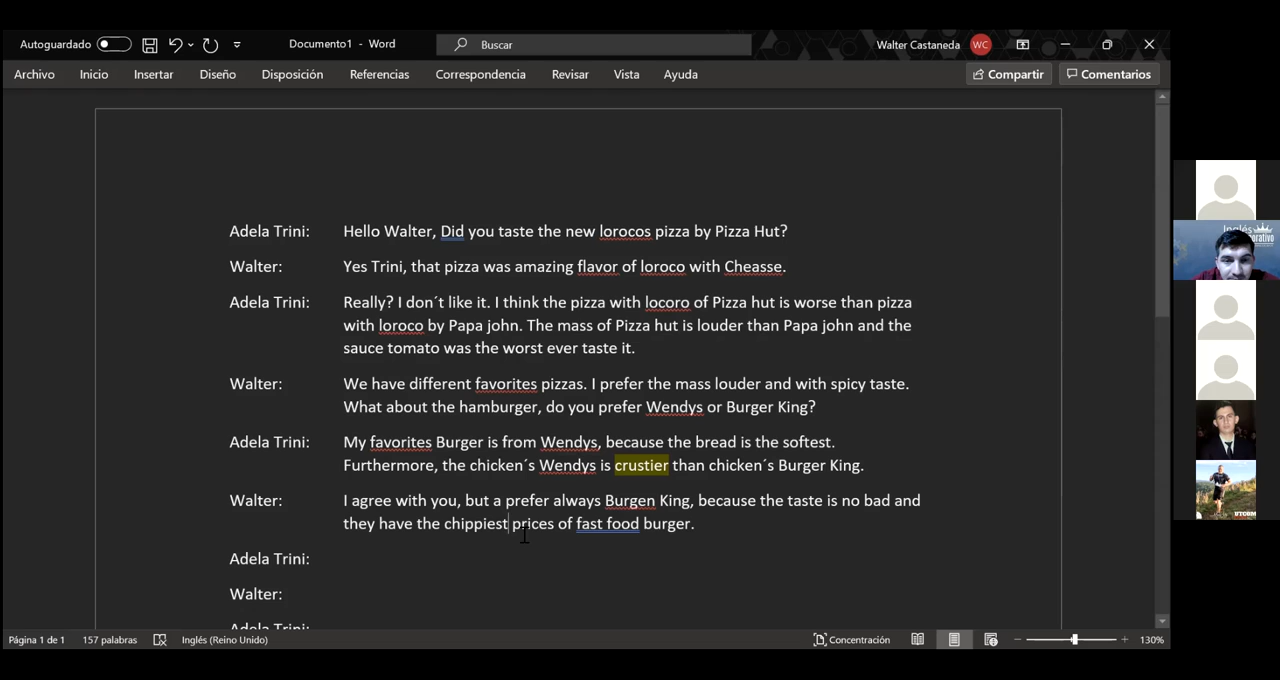 Autoguardado Documento1 - Word Buscar Walter Castaneda WC
Archivo Inicio Insertar Diseño Disposición Referencias Correspondencia Revisar Vista Ayuda Compartir Comentarios
Adela Trini: Hello Walter, Did you taste the new lorocos pizza by Pizza Hut?
Walter: Yes Trini, that pizza was amazing flavor of loroco with Cheasse.
Adela Trini: Really? I don´t like it. I think the pizza with locoro of Pizza hut is worse than pizza
with loroco by Papa john. The mass of Pizza hut is louder than Papa john and the
sauce tomato was the worst ever taste it.
Walter: We have different favorites pizzas. I prefer the mass louder and with spicy taste.
What about the hamburger, do you prefer Wendys or Burger King?
Adela Trini: My favorites Burger is from Wendys, because the bread is the softest.
Furthermore, the chicken´s Wendys is crustier than chicken´s Burger King.
Walter: I agree with you, but a prefer always Burgen King, because the taste is no bad and
they have the chippiest prices of fast food burger.
Adela Trini:
Walter:
Adela Trini:
Página 1 de 1 157 palabras Inglés (Reino Unido) Concentración 130%
Inglés
UTCOM